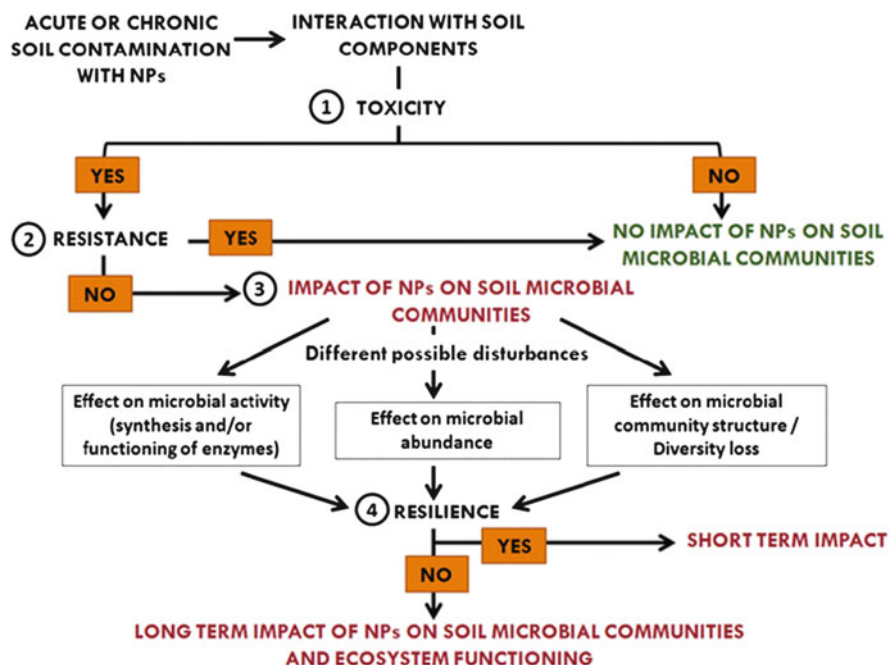 ACUTE OR CHRONIC
SOIL CONTAMINATION
WITH NPs
INTERACTION WITH SOIL
COMPONENTS
1 TOXICITY
YES
NO
2 RESISTANCE
YES
NO IMPACT OF NPs ON SOIL
MICROBIAL COMMUNITIES
NO
3 IMPACT OF NPs ON SOIL MICROBIAL
COMMUNITIES
Different possible disturbances
Effect on microbial activity
(synthesis and/or
functioning of enzymes)
Effect on microbial
abundance
Effect on microbial
community structure /
Diversity loss
4 RESILIENCE
YES
SHORT TERM IMPACT
NO
LONG TERM IMPACT OF NPs ON SOIL MICROBIAL COMMUNITIES
AND ECOSYSTEM FUNCTIONING